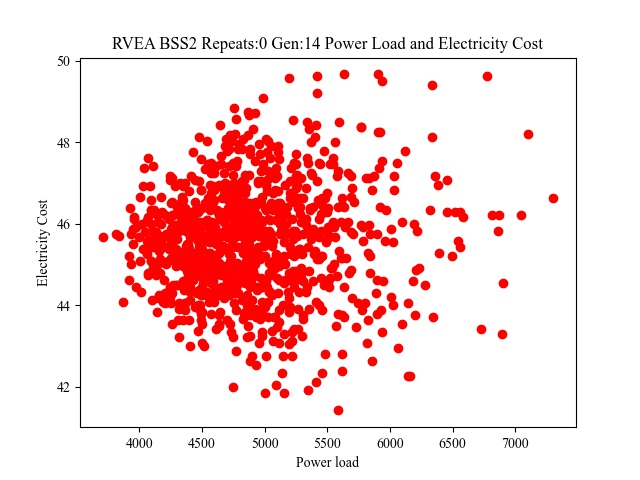 RVEA BSS2 Repeats:0 Gen:14 Power Load and Electricity Cost
50
48
46
44
42
Electricity Cost
4000 4500 5000 5500 6000 6500 7000
Power load